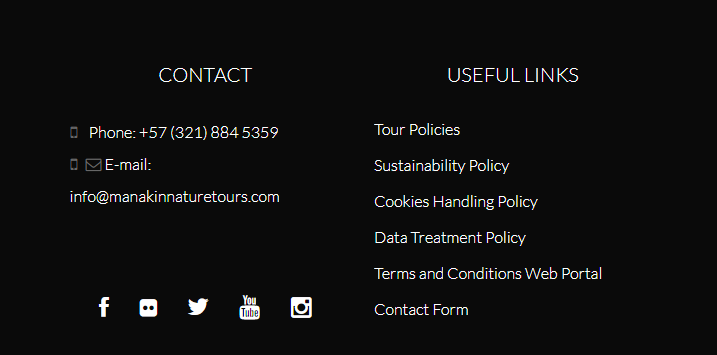 CONTACT
Phone: +57 (321) 884 5359
E-mail:
info@manakinnaturetours.com
You
Tube
USEFUL LINKS
Tour Policies
Sustainability Policy
Cookies Handling Policy
Data Treatment Policy
Terms and Conditions Web Portal
Contact Form